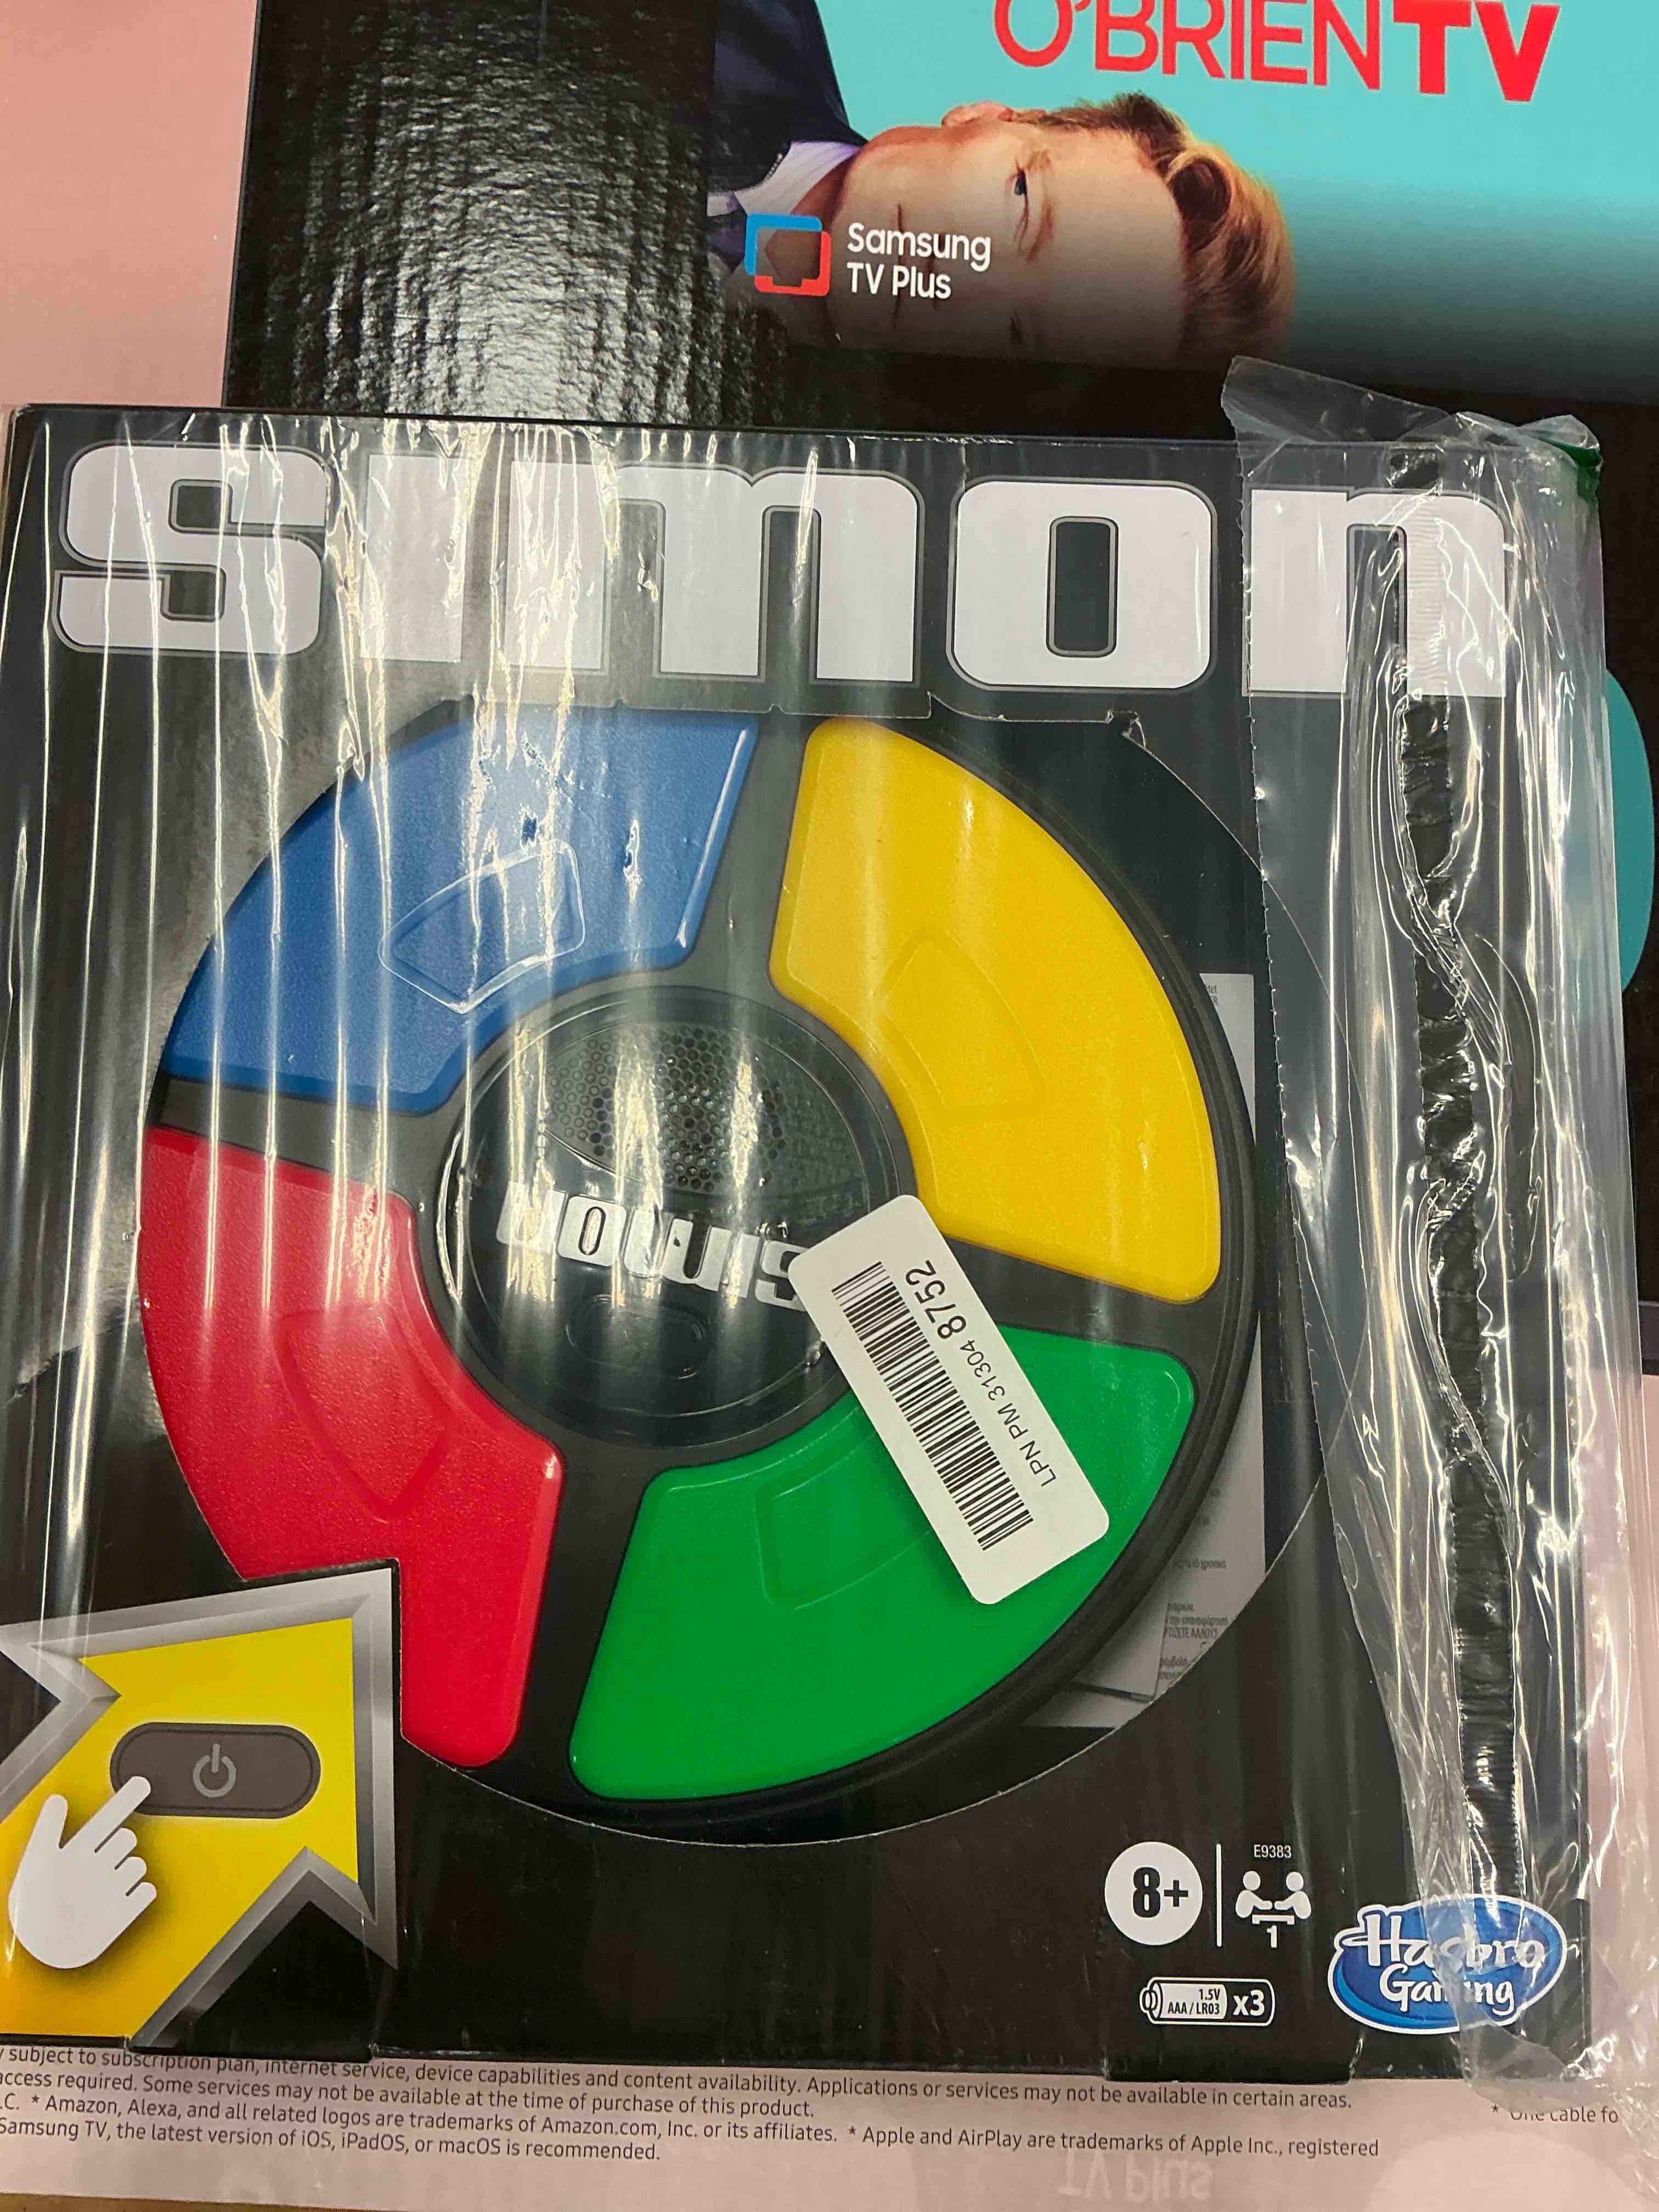 O'BRIEN TV
Samsung
TV Plus
simon
simon
LPN PM 31304 8752
8+
E9383
1
1.5V
AAA / LR03
x3
Hasbro
Gaming
subject to subscription plan, internet service, device capabilities and content availability. Applications or services may not be available in certain areas.
access required. Some services may not be available at the time of purchase of this product.
* Amazon, Alexa, and all related logos are trademarks of Amazon.com, Inc. or its affiliates. * Apple and AirPlay are trademarks of Apple Inc., registered
Samsung TV, the latest version of iOS, iPadOS, or macOS is recommended.
* One cable fo
TV Plus